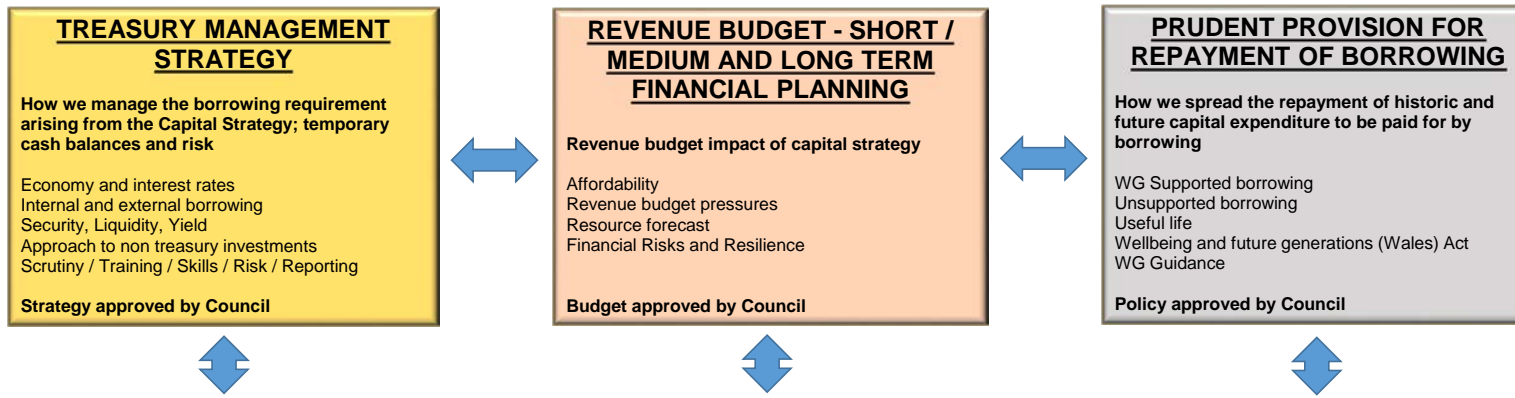 TREASURY MANAGEMENT
STRATEGY
How we manage the borrowing requirement
arising from the Capital Strategy; temporary
cash balances and risk
Economy and interest rates
Internal and external borrowing
Security, Liquidity, Yield
Approach to non treasury investments
Scrutiny / Training / Skills / Risk / Reporting
Strategy approved by Council
REVENUE BUDGET - SHORT /
MEDIUM AND LONG TERM
FINANCIAL PLANNING
Revenue budget impact of capital strategy
Affordability
Revenue budget pressures
Resource forecast
Financial Risks and Resilience
Budget approved by Council
PRUDENT PROVISION FOR
REPAYMENT OF BORROWING
How we spread the repayment of historic and
future capital expenditure to be paid for by
borrowing
WG Supported borrowing
Unsupported borrowing
Useful life
Wellbeing and future generations (Wales) Act
WG Guidance
Policy approved by Council